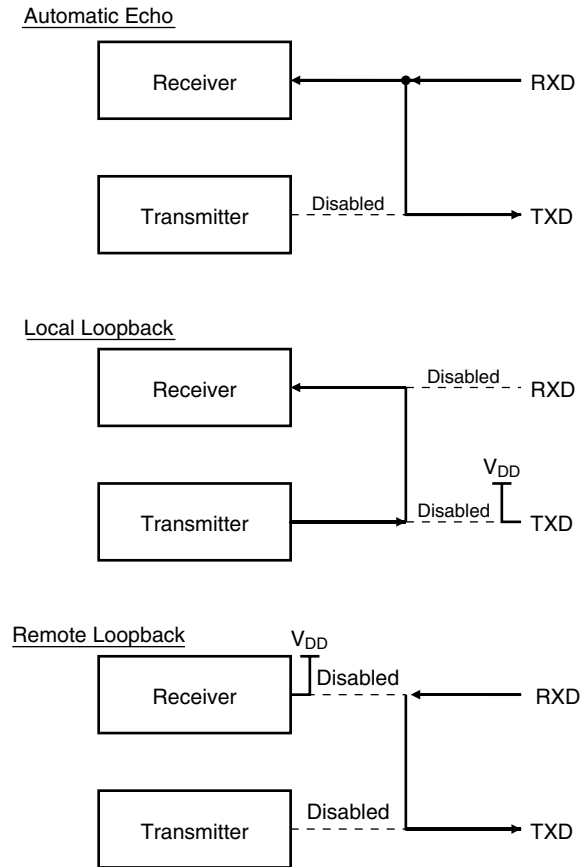 Automatic Echo
Receiver
RXD
Transmitter
Disabled
TXD
Local Loopback
Receiver
Disabled
RXD
VDD
Transmitter
Disabled
TXD
Remote Loopback
VDD
Receiver
Disabled
RXD
Transmitter
Disabled
TXD